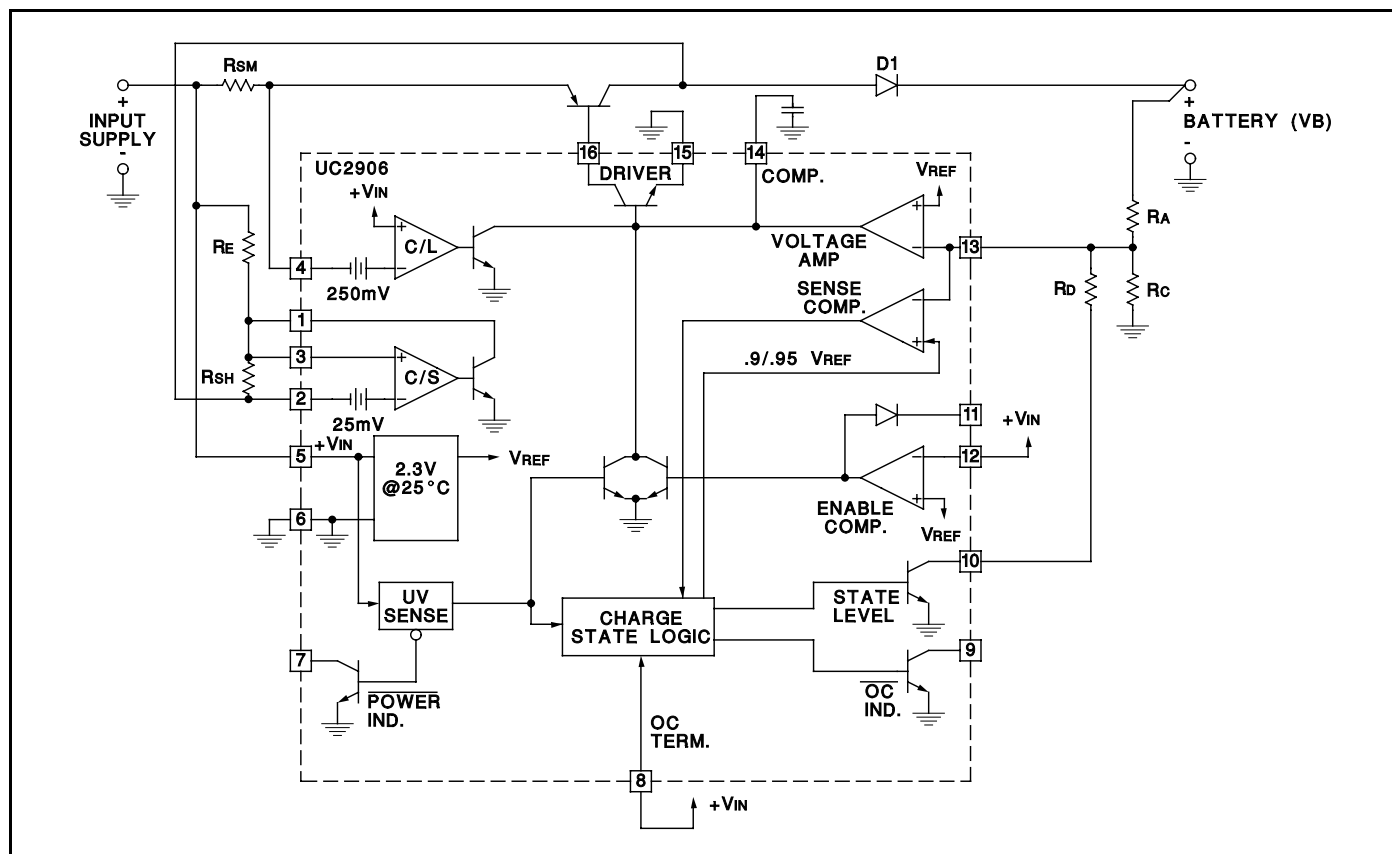 RSM
D1
+
INPUT
SUPPLY
-
+
BATTERY (VB)
-
16
15
14
UC2906
DRIVER
COMP.
+VIN
VREF
+
C/L
-
+
-
VOLTAGE
AMP
13
RA
RE
4
250mV
SENSE
COMP.
-
+
RD
RC
1
3
RSH
2
+
C/S
-
25mV
.9/.95 VREF
11
+VIN
5
+VIN
2.3V
@25°C
VREF
12
-
+
ENABLE
COMP.
VREF
6
10
UV
SENSE
CHARGE
STATE LOGIC
STATE
LEVEL
7
9
POWER
IND.
OC
IND.
OC
TERM.
8
+VIN